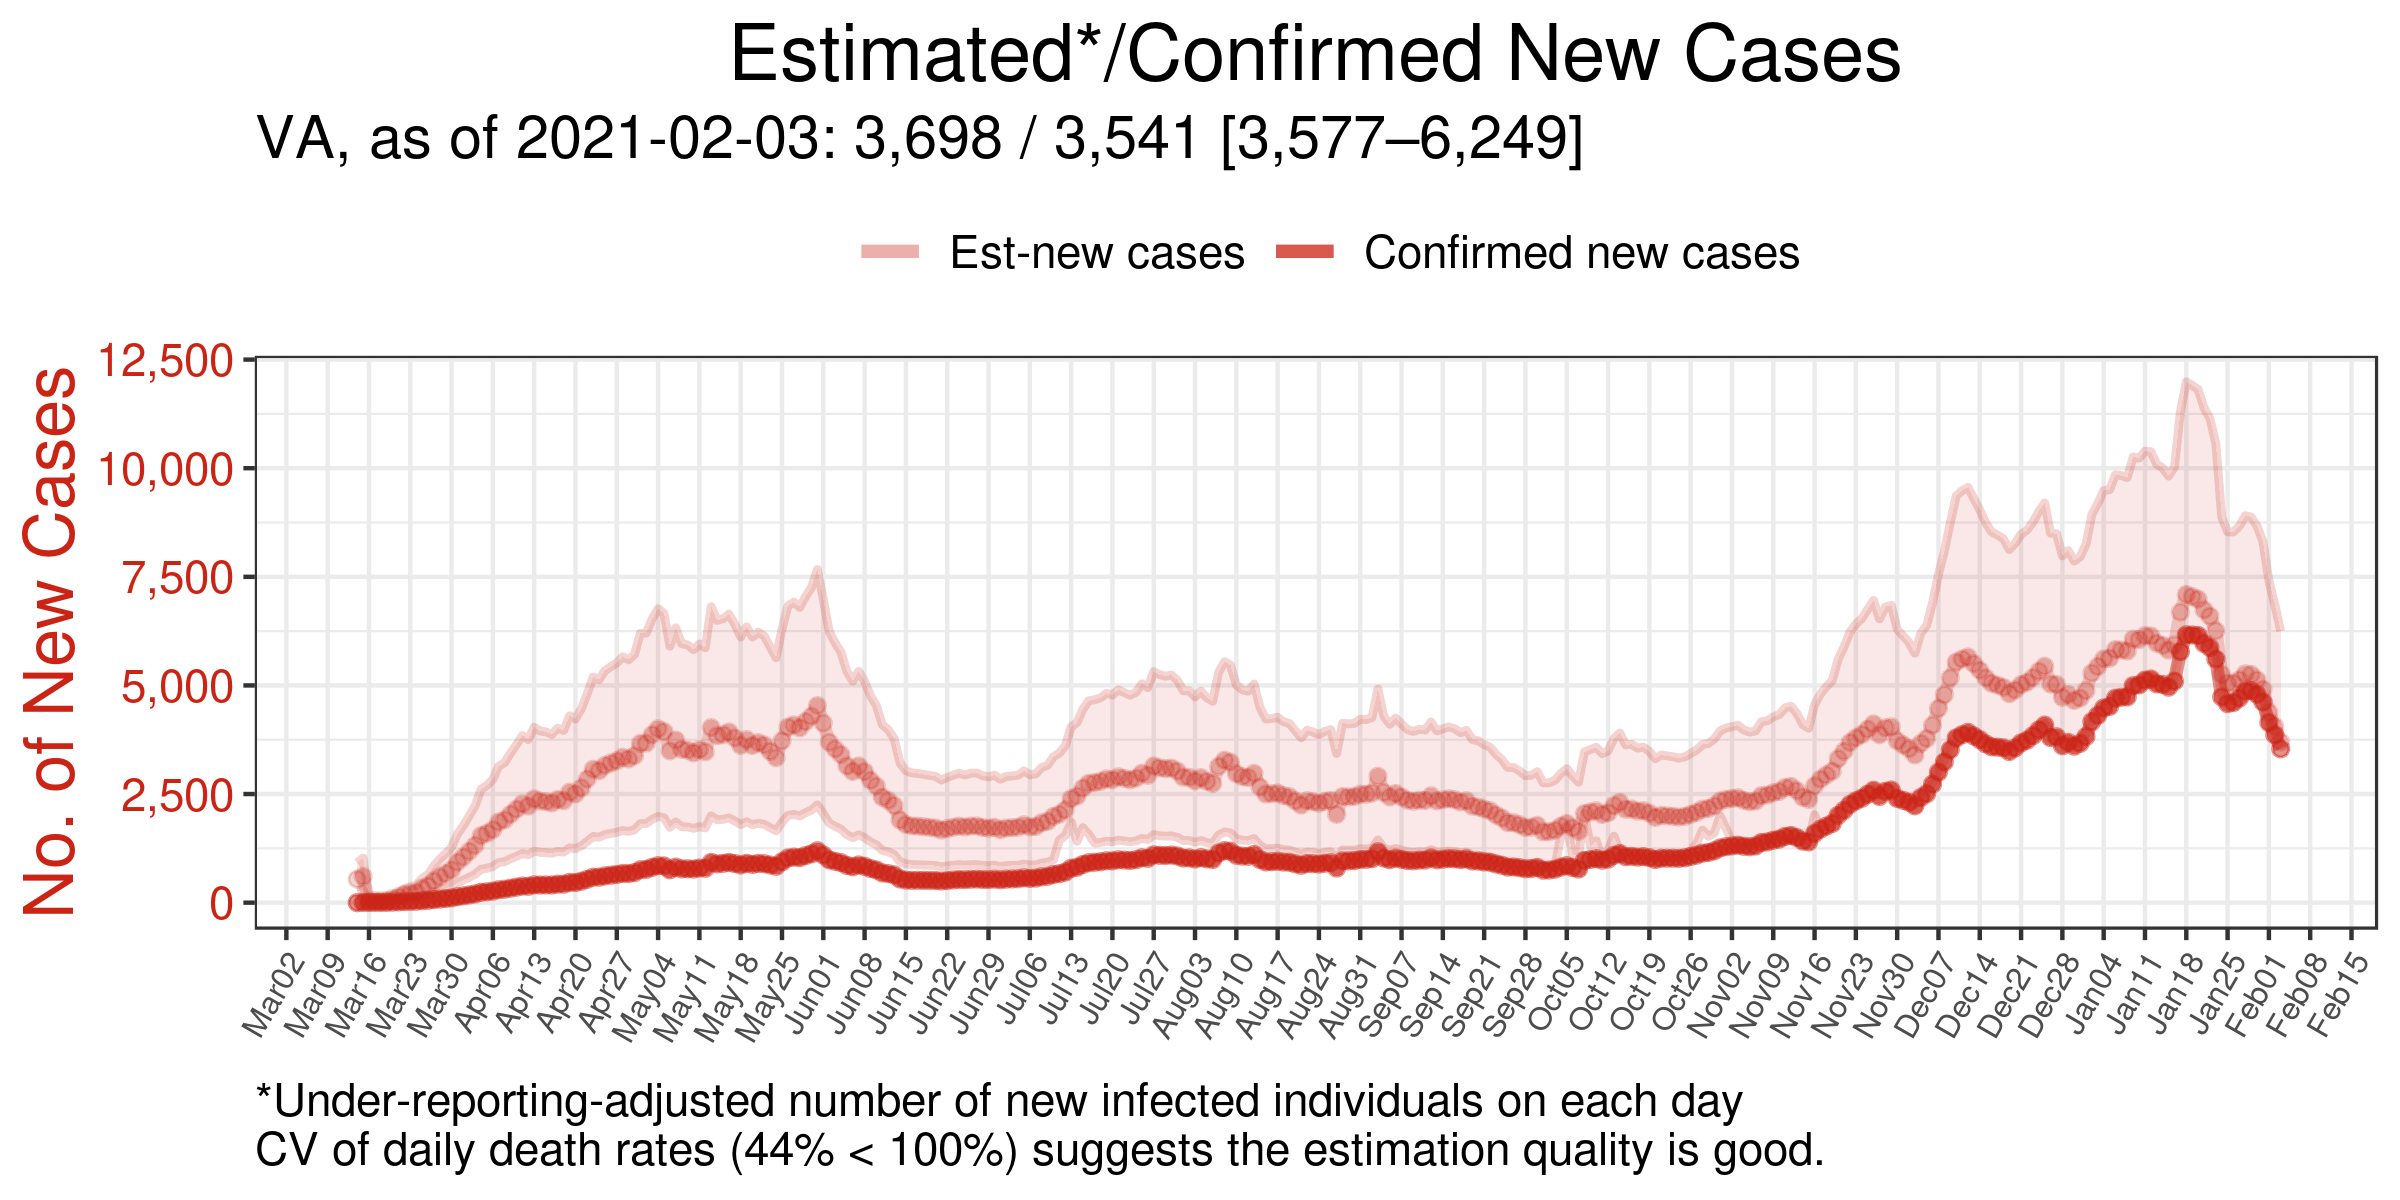 Estimated*/Confirmed New Cases
VA, as of 2021-02-03: 3,698 / 3,541 [3,577–6,249]
Est-new cases Confirmed new cases
No. of New Cases
12,500
10,000
7,500
5,000
2,500
0
Mar02 Mar09 Mar16 Mar23 Mar30 Apr06 Apr13 Apr20 Apr27 May04 May11 May18 May25 Jun01 Jun08 Jun15 Jun22 Jun29 Jul06 Jul13 Jul20 Jul27 Aug03 Aug10 Aug17 Aug24 Aug31 Sep07 Sep14 Sep21 Sep28 Oct05 Oct12 Oct19 Oct26 Nov02 Nov09 Nov16 Nov23 Nov30 Dec07 Dec14 Dec21 Dec28 Jan04 Jan11 Jan18 Jan25 Feb01 Feb08 Feb15
*Under-reporting-adjusted number of new infected individuals on each day
CV of daily death rates (44% < 100%) suggests the estimation quality is good.